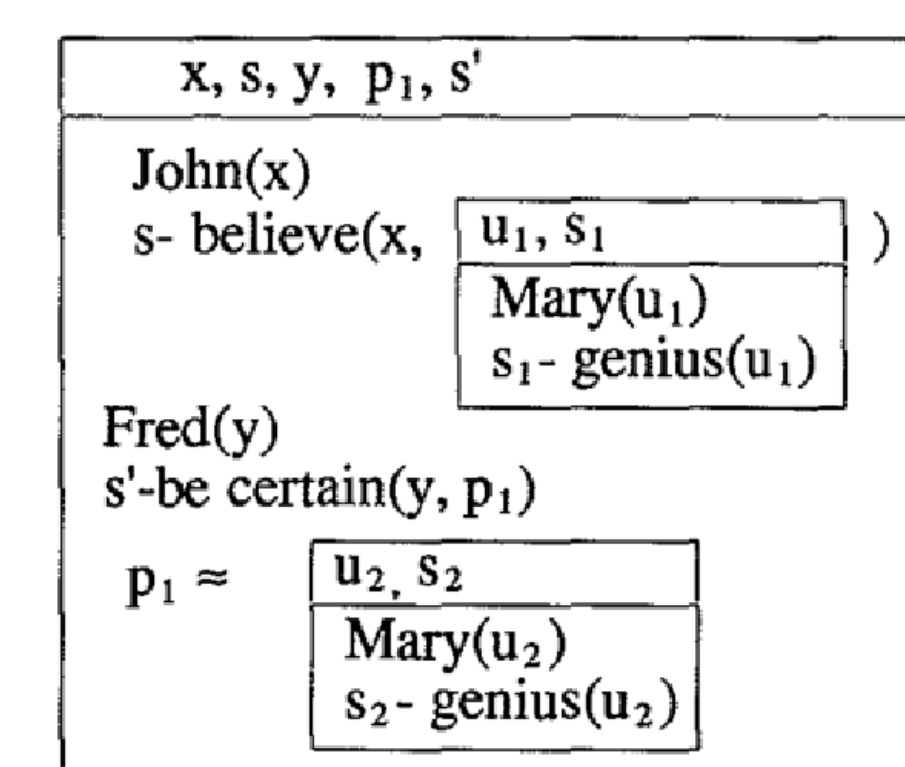 x, s, y, p₁, s'
John(x)
s- believe(x, u₁, s₁ )
Mary(u₁)
s₁- genius(u₁)
Fred(y)
s'-be certain(y, p₁)
p₁ ≈ u₂, s₂
Mary(u₂)
s₂- genius(u₂)